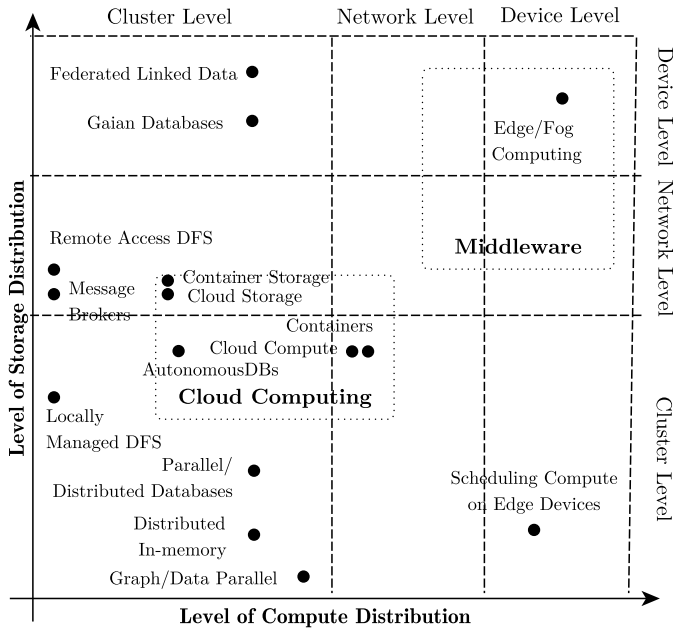 Cluster Level
Network Level
Device Level
Federated Linked Data
Gaian Databases
Edge/Fog
Computing
Device Level
Remote Access DFS
Middleware
Network Level
Message
Brokers
Container Storage
Cloud Storage
Containers
Cloud Compute
AutonomousDBs
Cloud Computing
Locally
Managed DFS
Parallel/
Distributed Databases
Scheduling Compute
on Edge Devices
Distributed
In-memory
Graph/Data Parallel
Cluster Level
Level of Storage Distribution
Level of Compute Distribution